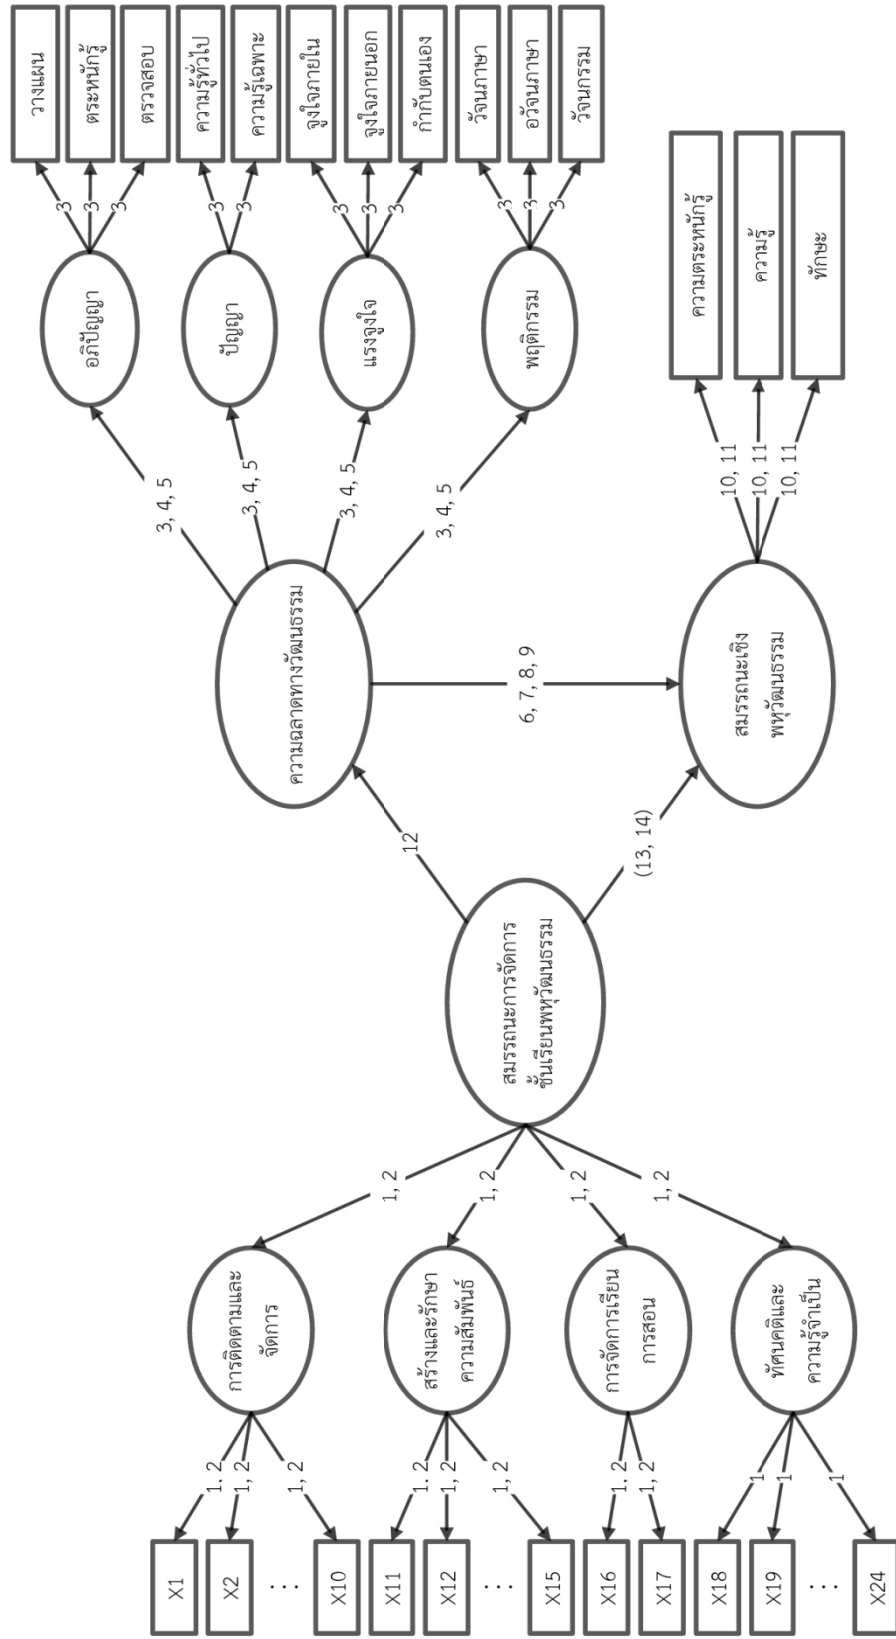 X1
X2
...
X10
X11
X12
...
X15
X16
X17
X18
X19
...
X24
1, 2
1, 2
1, 2
1, 2
1, 2
1, 2
1, 2
1, 2
1
1
1
การติดตามและ
จัดการ
สร้างและรักษา
ความสัมพันธ์
การจัดการเรียน
การสอน
ทัศนคติและ
ความรู้จำเป็น
1, 2
1, 2
1, 2
1, 2
สมรรถนะการจัดการ
ชั้นเรียนพหุวัฒนธรรม
12
(13, 14)
ความฉลาดทางวัฒนธรรม
6, 7, 8, 9
สมรรถนะเชิง
พหุวัฒนธรรม
3, 4, 5
3, 4, 5
3, 4, 5
3, 4, 5
อภิปัญญา
ปัญญา
แรงจูงใจ
พฤติกรรม
3
3
3
3
3
3
3
3
3
3
3
วางแผน
ตระหนักรู้
ตรวจสอบ
ความรู้ทั่วไป
ความรู้เฉพาะ
จูงใจภายใน
จูงใจภายนอก
กำกับตนเอง
วัจนภาษา
อวัจนภาษา
วัจนกรรม
10, 11
10, 11
10, 11
ความตระหนักรู้
ความรู้
ทักษะ